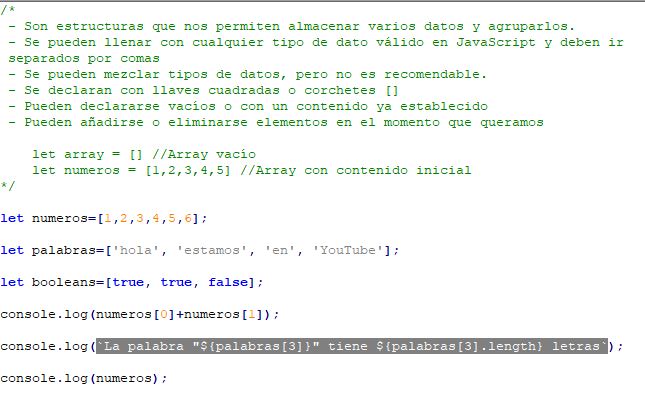 /*
- Son estructuras que nos permiten almacenar varios datos y agruparlos.
- Se pueden llenar con cualquier tipo de dato válido en JavaScript y deben ir
separados por comas
- Se pueden mezclar tipos de datos, pero no es recomendable.
- Se declaran con llaves cuadradas o corchetes []
- Pueden declararse vacíos o con un contenido ya establecido
- Pueden añadirse o eliminarse elementos en el momento que queramos
let array = [] //Array vacío
let numeros = [1,2,3,4,5] //Array con contenido inicial
*/
let numeros=[1,2,3,4,5,6];
let palabras=['hola', 'estamos', 'en', 'YouTube'];
let booleans=[true, true, false];
console.log(numeros[0]+numeros[1]);
console.log(`La palabra "${palabras[3]}" tiene ${palabras[3].length} letras`);
console.log(numeros);